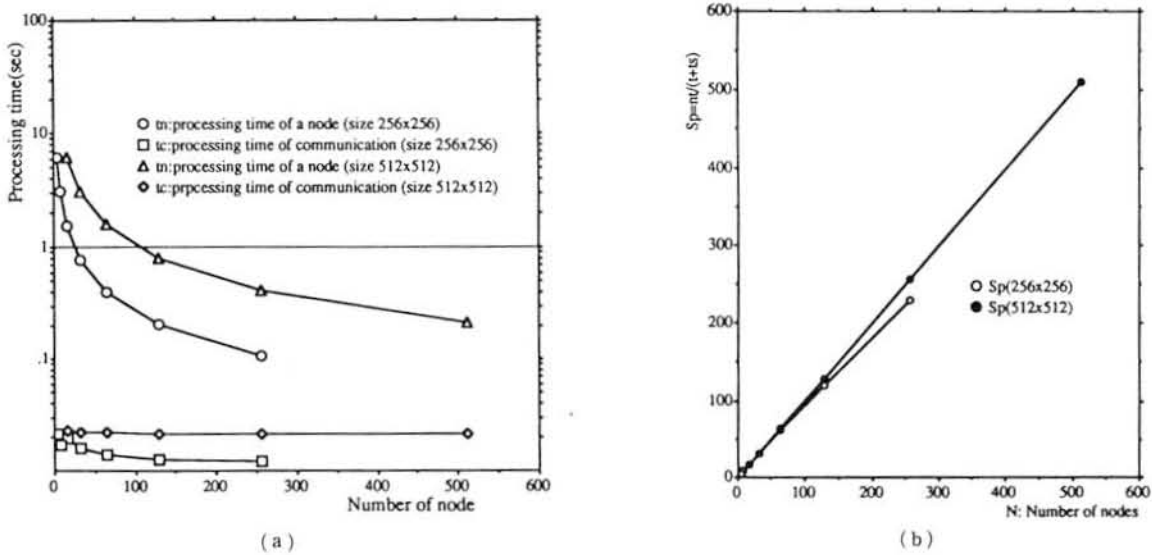 100
10
1
.1
Processing time(sec)
tn:processing time of a node (size 256x256)
tc:processing time of communication (size 256x256)
tn:processing time of a node (size 512x512)
tc:prpcessing time of communication (size 512x512)
0 100 200 300 400 500 600
Number of node
(a)
600
500
400
300
200
100
0
Sp=nt/(t+ts)
Sp(256x256)
Sp(512x512)
0 100 200 300 400 500 600
N: Number of nodes
(b)